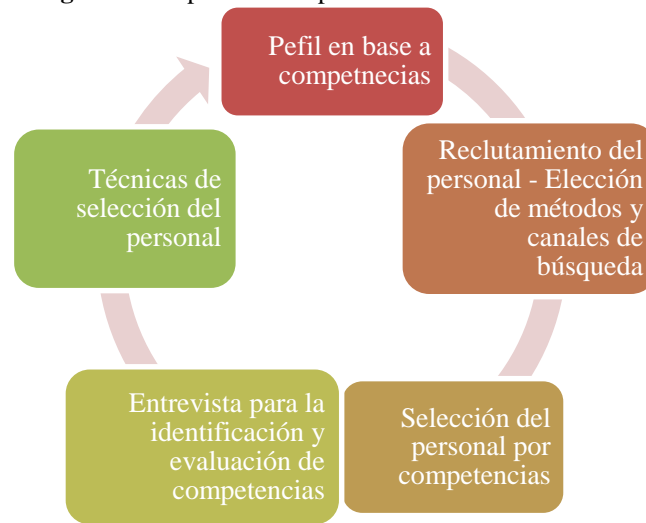 Pefil en base a
competnecias
Reclutamiento del
personal - Elección
de métodos y
canales de
búsqueda
Selección del
personal por
competencias
Entrevista para la
identificación y
evaluación de
competencias
Técnicas de
selección del
personal